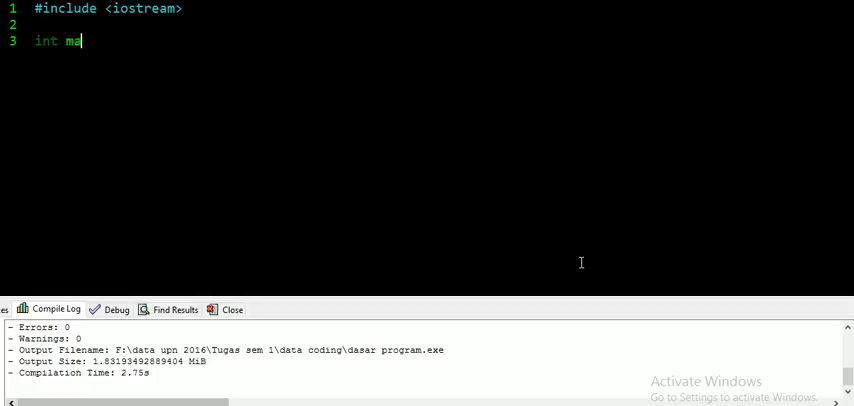 1 #include <iostream>
2
3 int ma
es Compile Log Debug Find Results Close
- Errors: 0
- Warnings: 0
- Output Filename: F:\data upn 2016\Tugas sem 1\data coding\dasar program.exe
- Output Size: 1.83193492889404 MiB
- Compilation Time: 2.75s
Activate Windows
Go to Settings to activate Windows.